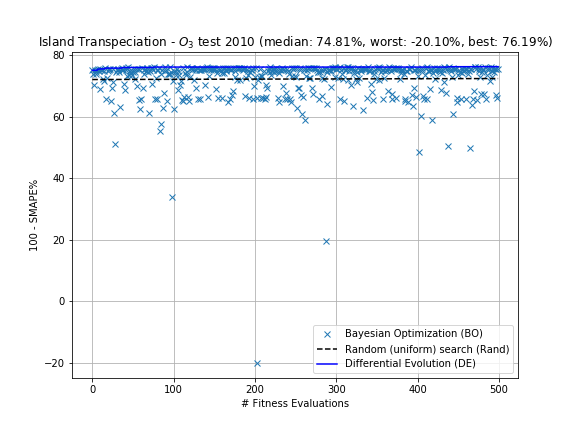 Island Transpeciation - O₃ test 2010 (median: 74.81%, worst: -20.10%, best: 76.19%)
80
60
40
20
0
−20
100 - SMAPE%
Bayesian Optimization (BO)
Random (uniform) search (Rand)
Differential Evolution (DE)
0 100 200 300 400 500
# Fitness Evaluations